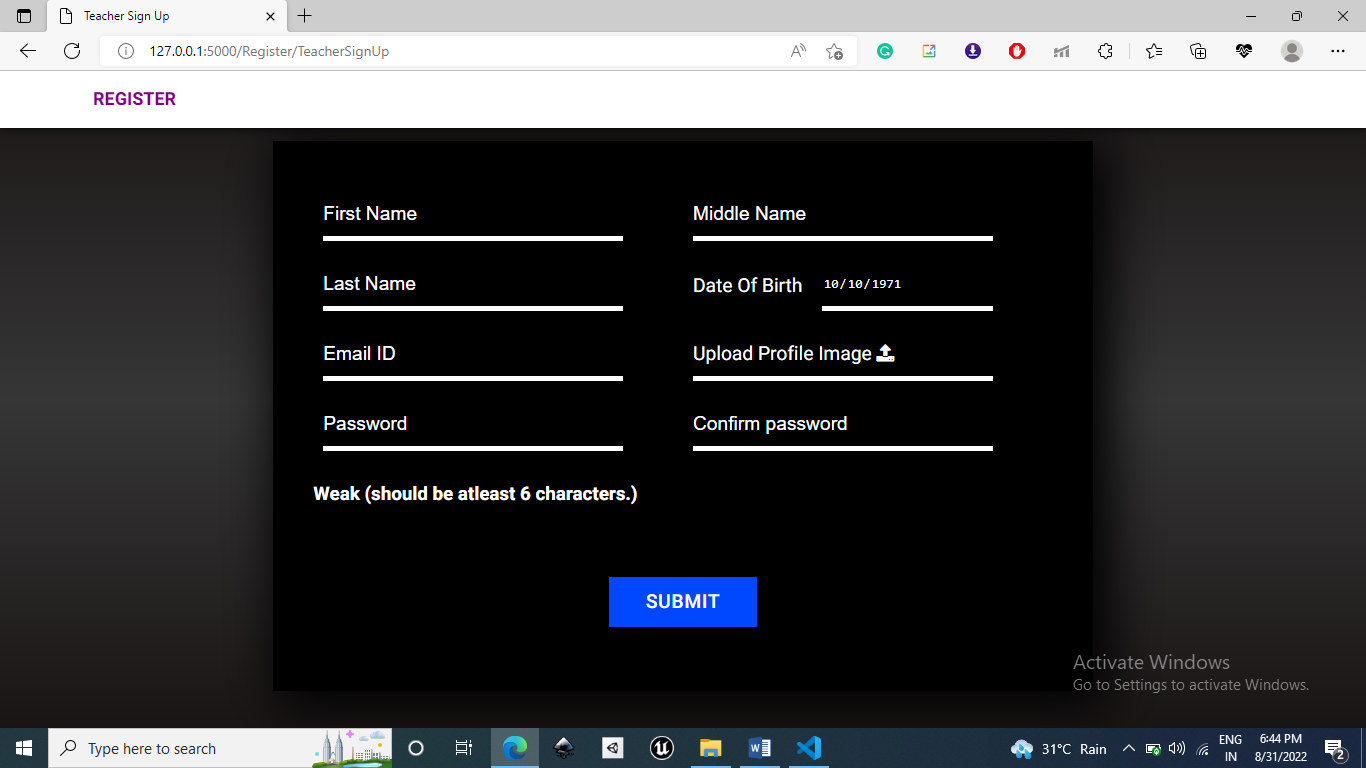 Teacher Sign Up
127.0.0.1:5000/Register/TeacherSignUp
REGISTER
First Name
Middle Name
Last Name
Date Of Birth 10/10/1971
Email ID
Upload Profile Image
Password
Confirm password
Weak (should be atleast 6 characters.)
SUBMIT
Activate Windows
Go to Settings to activate Windows.
Type here to search
31°C Rain
ENG
IN
6:44 PM
8/31/2022
2